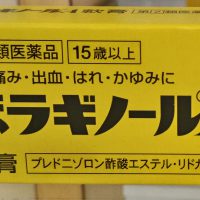 類医薬品 15歳以上
痛み・出血・はれ・かゆみに
ボラギノール
膏 プレドニゾロン酢酸エステル・リドカ